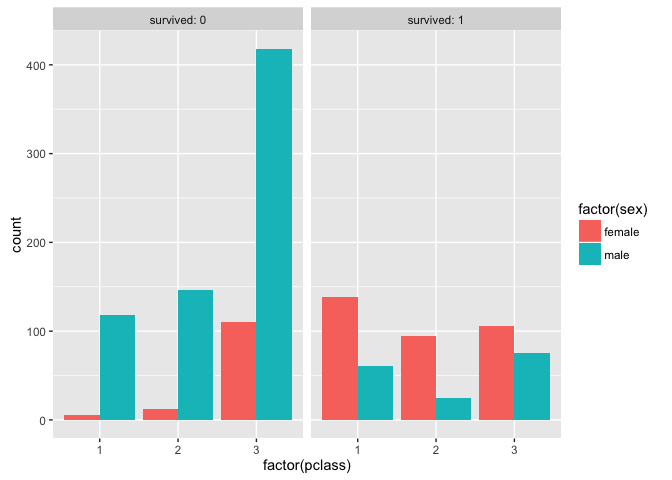 survived: 0
survived: 1
count
400
300
200
100
0
1
2
3
1
2
3
factor(pclass)
factor(sex)
female
male